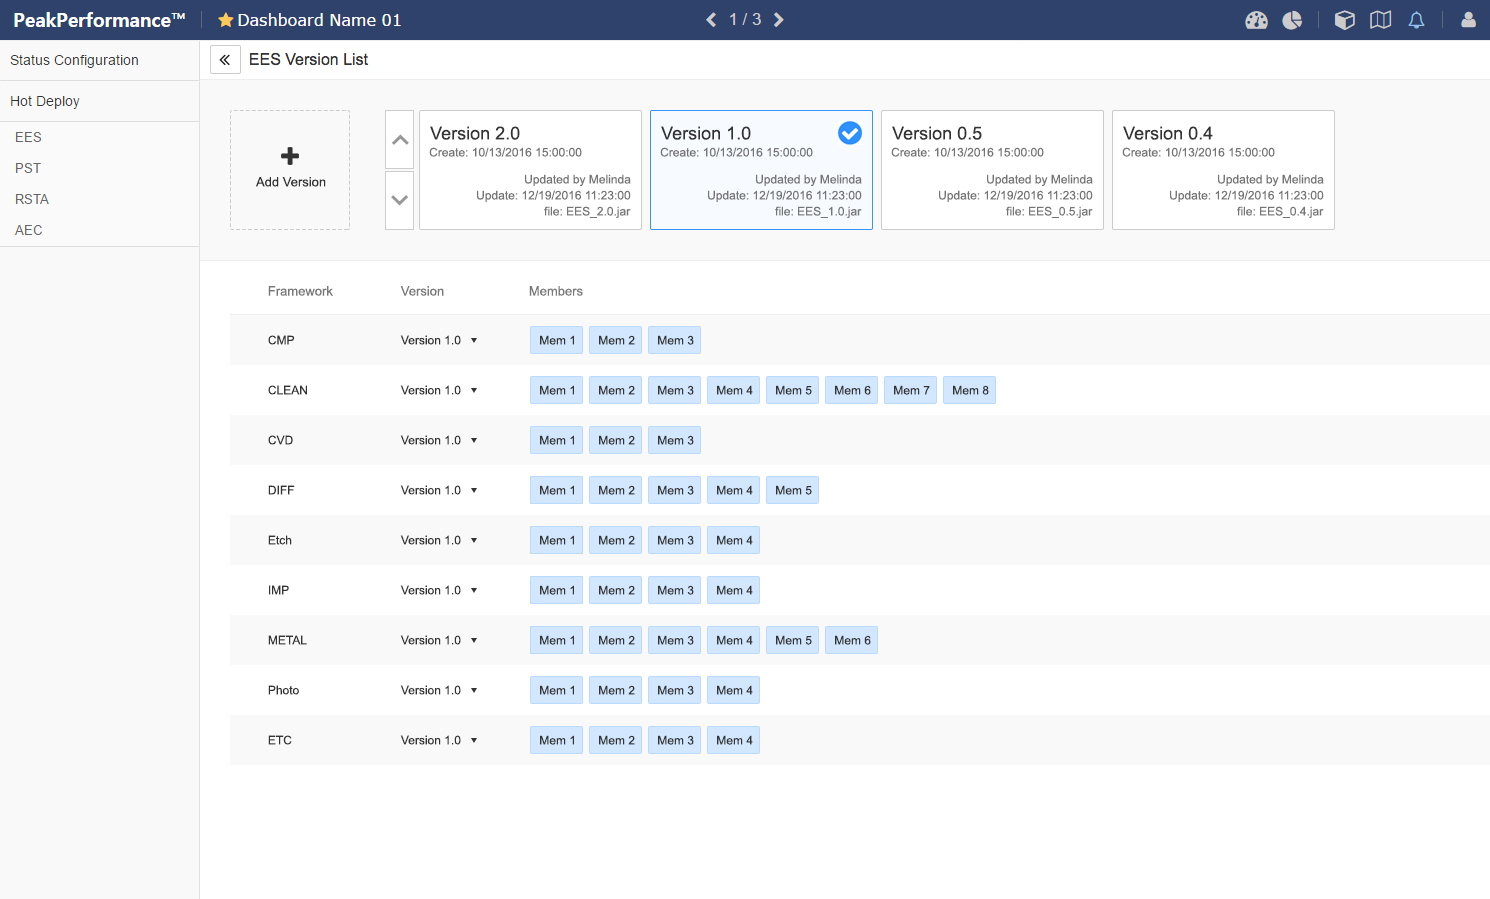 PeakPerformance™ Dashboard Name 01 1 / 3
Status Configuration
EES Version List
Hot Deploy
EES
PST
RSTA
AEC
Add Version
Version 2.0
Create: 10/13/2016 15:00:00
Updated by Melinda
Update: 12/19/2016 11:23:00
file: EES_2.0.jar
Version 1.0
Create: 10/13/2016 15:00:00
Updated by Melinda
Update: 12/19/2016 11:23:00
file: EES_1.0.jar
Version 0.5
Create: 10/13/2016 15:00:00
Updated by Melinda
Update: 12/19/2016 11:23:00
file: EES_0.5.jar
Version 0.4
Create: 10/13/2016 15:00:00
Updated by Melinda
Update: 12/19/2016 11:23:00
file: EES_0.4.jar
Framework Version Members
CMP Version 1.0 Mem 1 Mem 2 Mem 3
CLEAN Version 1.0 Mem 1 Mem 2 Mem 3 Mem 4 Mem 5 Mem 6 Mem 7 Mem 8
CVD Version 1.0 Mem 1 Mem 2 Mem 3
DIFF Version 1.0 Mem 1 Mem 2 Mem 3 Mem 4 Mem 5
Etch Version 1.0 Mem 1 Mem 2 Mem 3 Mem 4
IMP Version 1.0 Mem 1 Mem 2 Mem 3 Mem 4
METAL Version 1.0 Mem 1 Mem 2 Mem 3 Mem 4 Mem 5 Mem 6
Photo Version 1.0 Mem 1 Mem 2 Mem 3 Mem 4
ETC Version 1.0 Mem 1 Mem 2 Mem 3 Mem 4